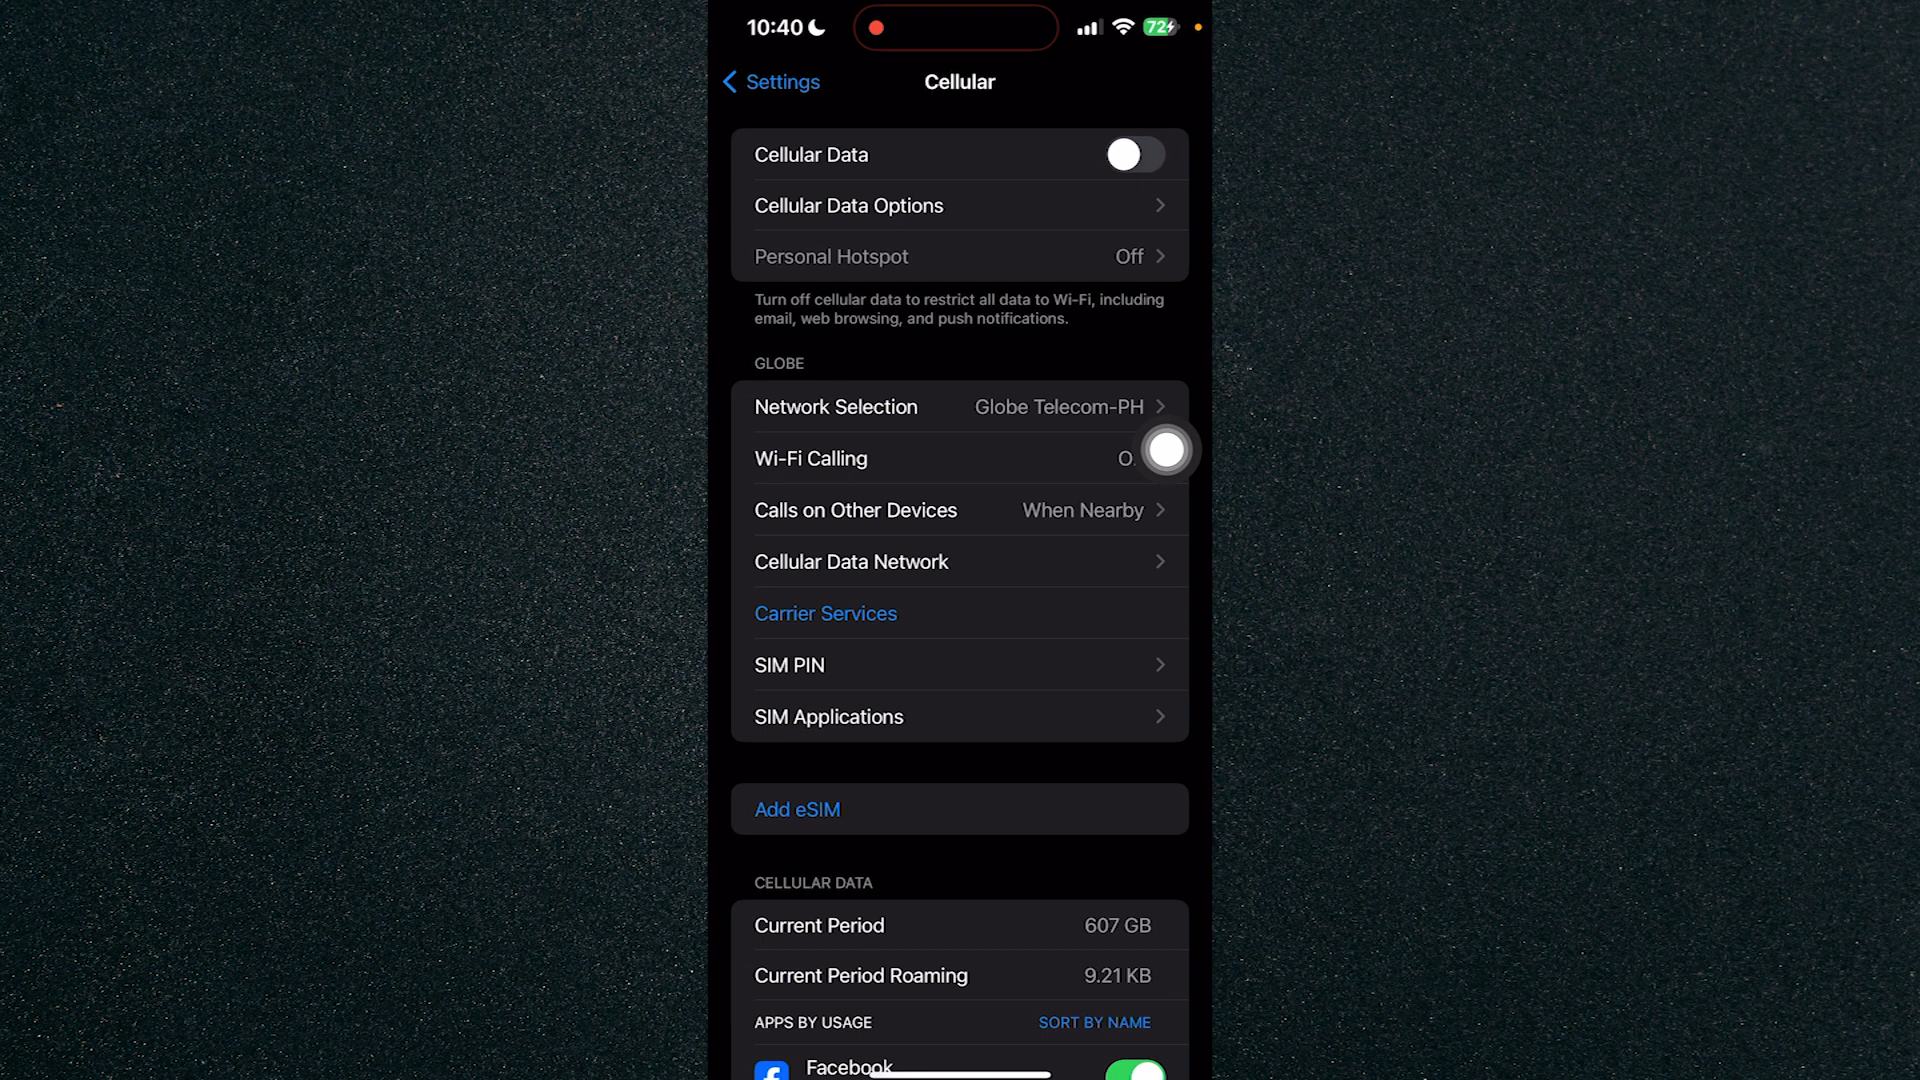 10:40
72
Settings
Cellular
Cellular Data
Cellular Data Options
Personal Hotspot Off
Turn off cellular data to restrict all data to Wi-Fi, including
email, web browsing, and push notifications.
GLOBE
Network Selection Globe Telecom-PH
Wi-Fi Calling
Calls on Other Devices When Nearby
Cellular Data Network
Carrier Services
SIM PIN
SIM Applications
Add eSIM
CELLULAR DATA
Current Period 607 GB
Current Period Roaming 9.21 KB
APPS BY USAGE SORT BY NAME
Facebook